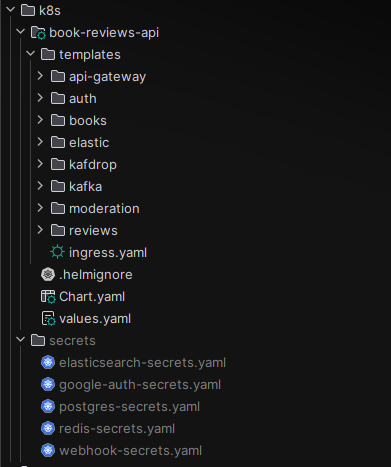 k8s
book-reviews-api
templates
api-gateway
auth
books
elastic
kafdrop
kafka
moderation
reviews
ingress.yaml
.helmignore
Chart.yaml
values.yaml
secrets
elasticsearch-secrets.yaml
google-auth-secrets.yaml
postgres-secrets.yaml
redis-secrets.yaml
webhook-secrets.yaml